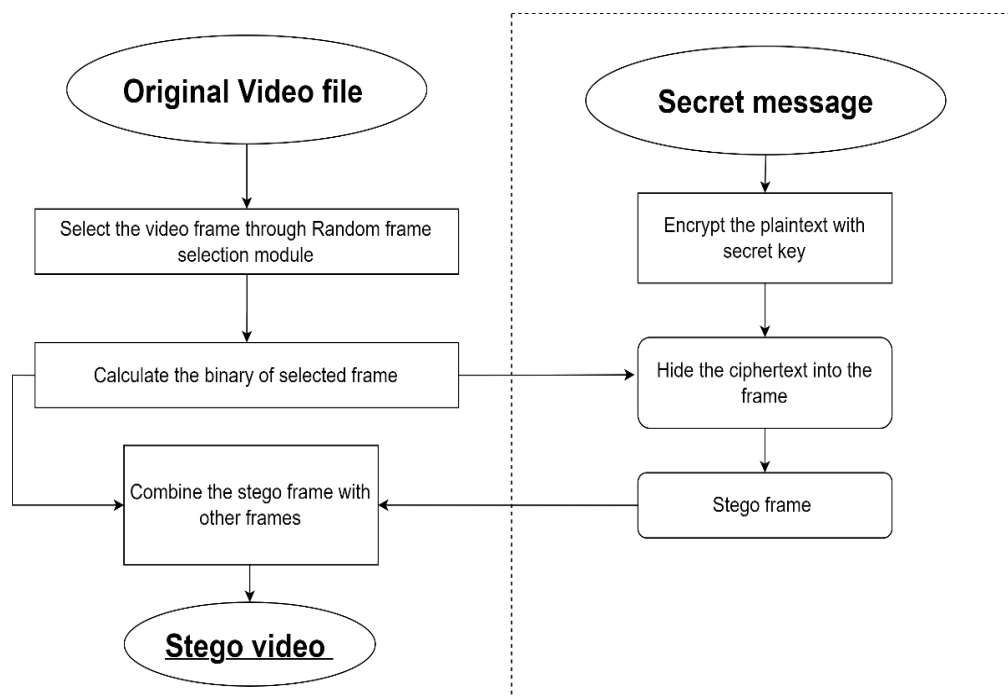 Original Video file
Secret message
Select the video frame through Random frame
selection module
Encrypt the plaintext with
secret key
Calculate the binary of selected frame
Hide the ciphertext into the
frame
Combine the stego frame with
other frames
Stego frame
Stego video